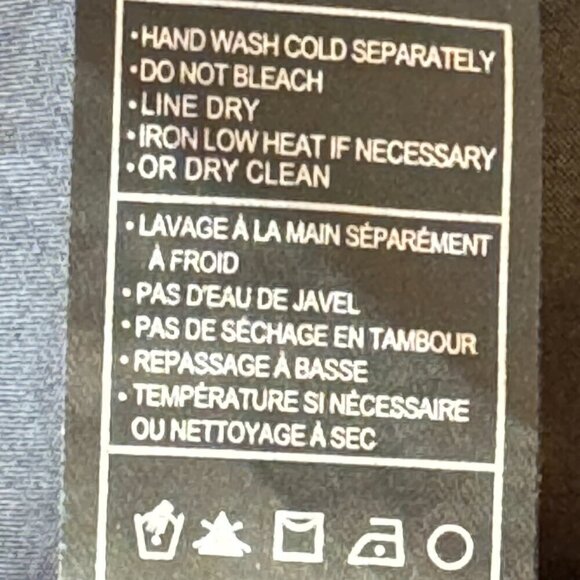 •HAND WASH COLD SEPARATELY
•DO NOT BLEACH
•LINE DRY
•IRON LOW HEAT IF NECESSARY
•OR DRY CLEAN
•LAVAGE À LA MAIN SÉPARÉMENT
À FROID
•PAS D'EAU DE JAVEL
•PAS DE SÉCHAGE EN TAMBOUR
•REPASSAGE À BASSE
•TEMPÉRATURE SI NÉCESSAIRE
OU NETTOYAGE À SEC